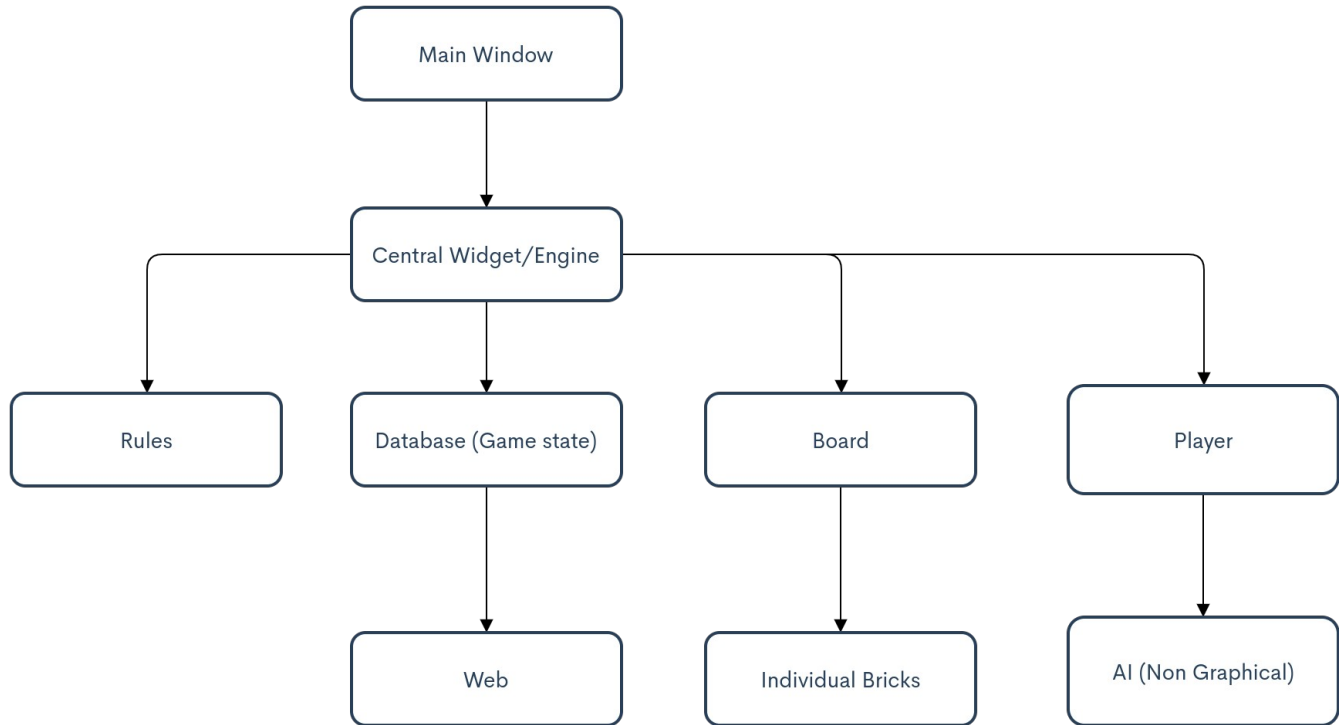 Main Window
Central Widget/Engine
Rules
Database (Game state)
Board
Player
Web
Individual Bricks
AI (Non Graphical)